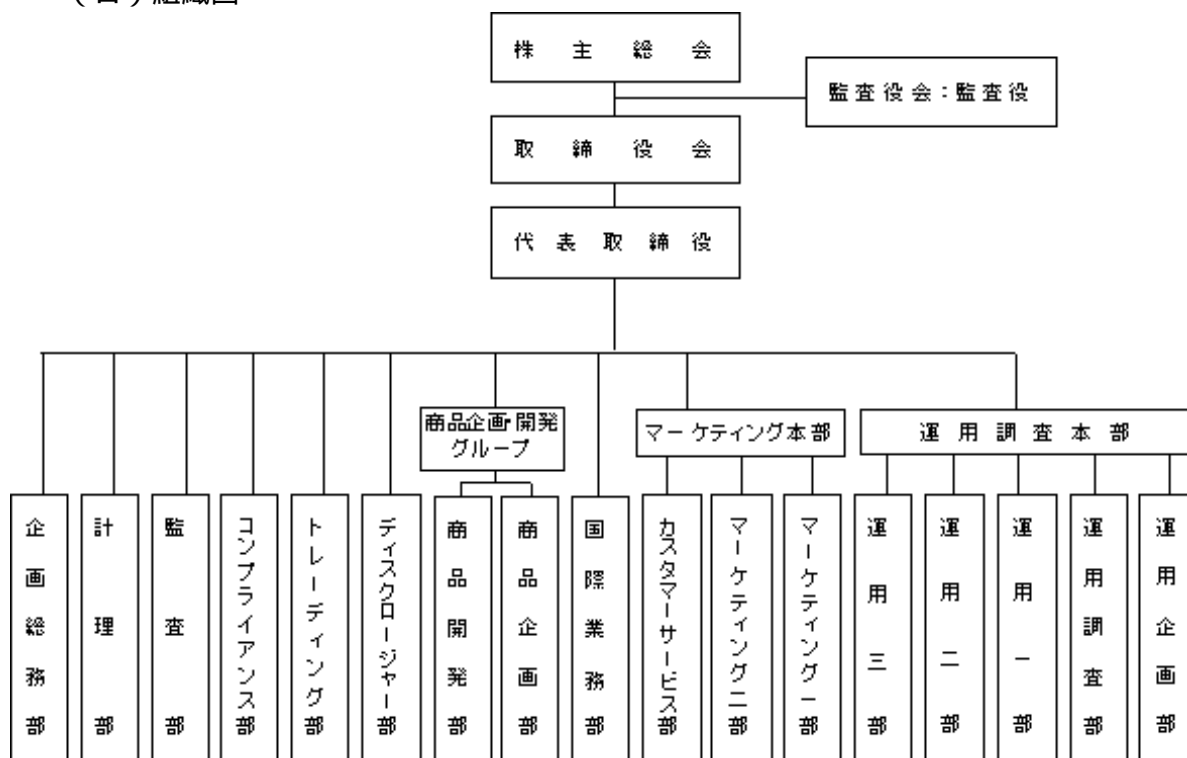 株主総会
監査役会：監査役
取締役会
代表取締役
商品企画・開発
グループ
マーケティング本部
運用調査本部
企画総務部
計理部
監査部
コンプライアンス部
トレーディング部
ディスクロージャー部
商品開発部
商品企画部
国際業務部
カスタマーサービス部
マーケティング二部
マーケティング一部
運用三部
運用二部
運用一部
運用調査部
運用企画部